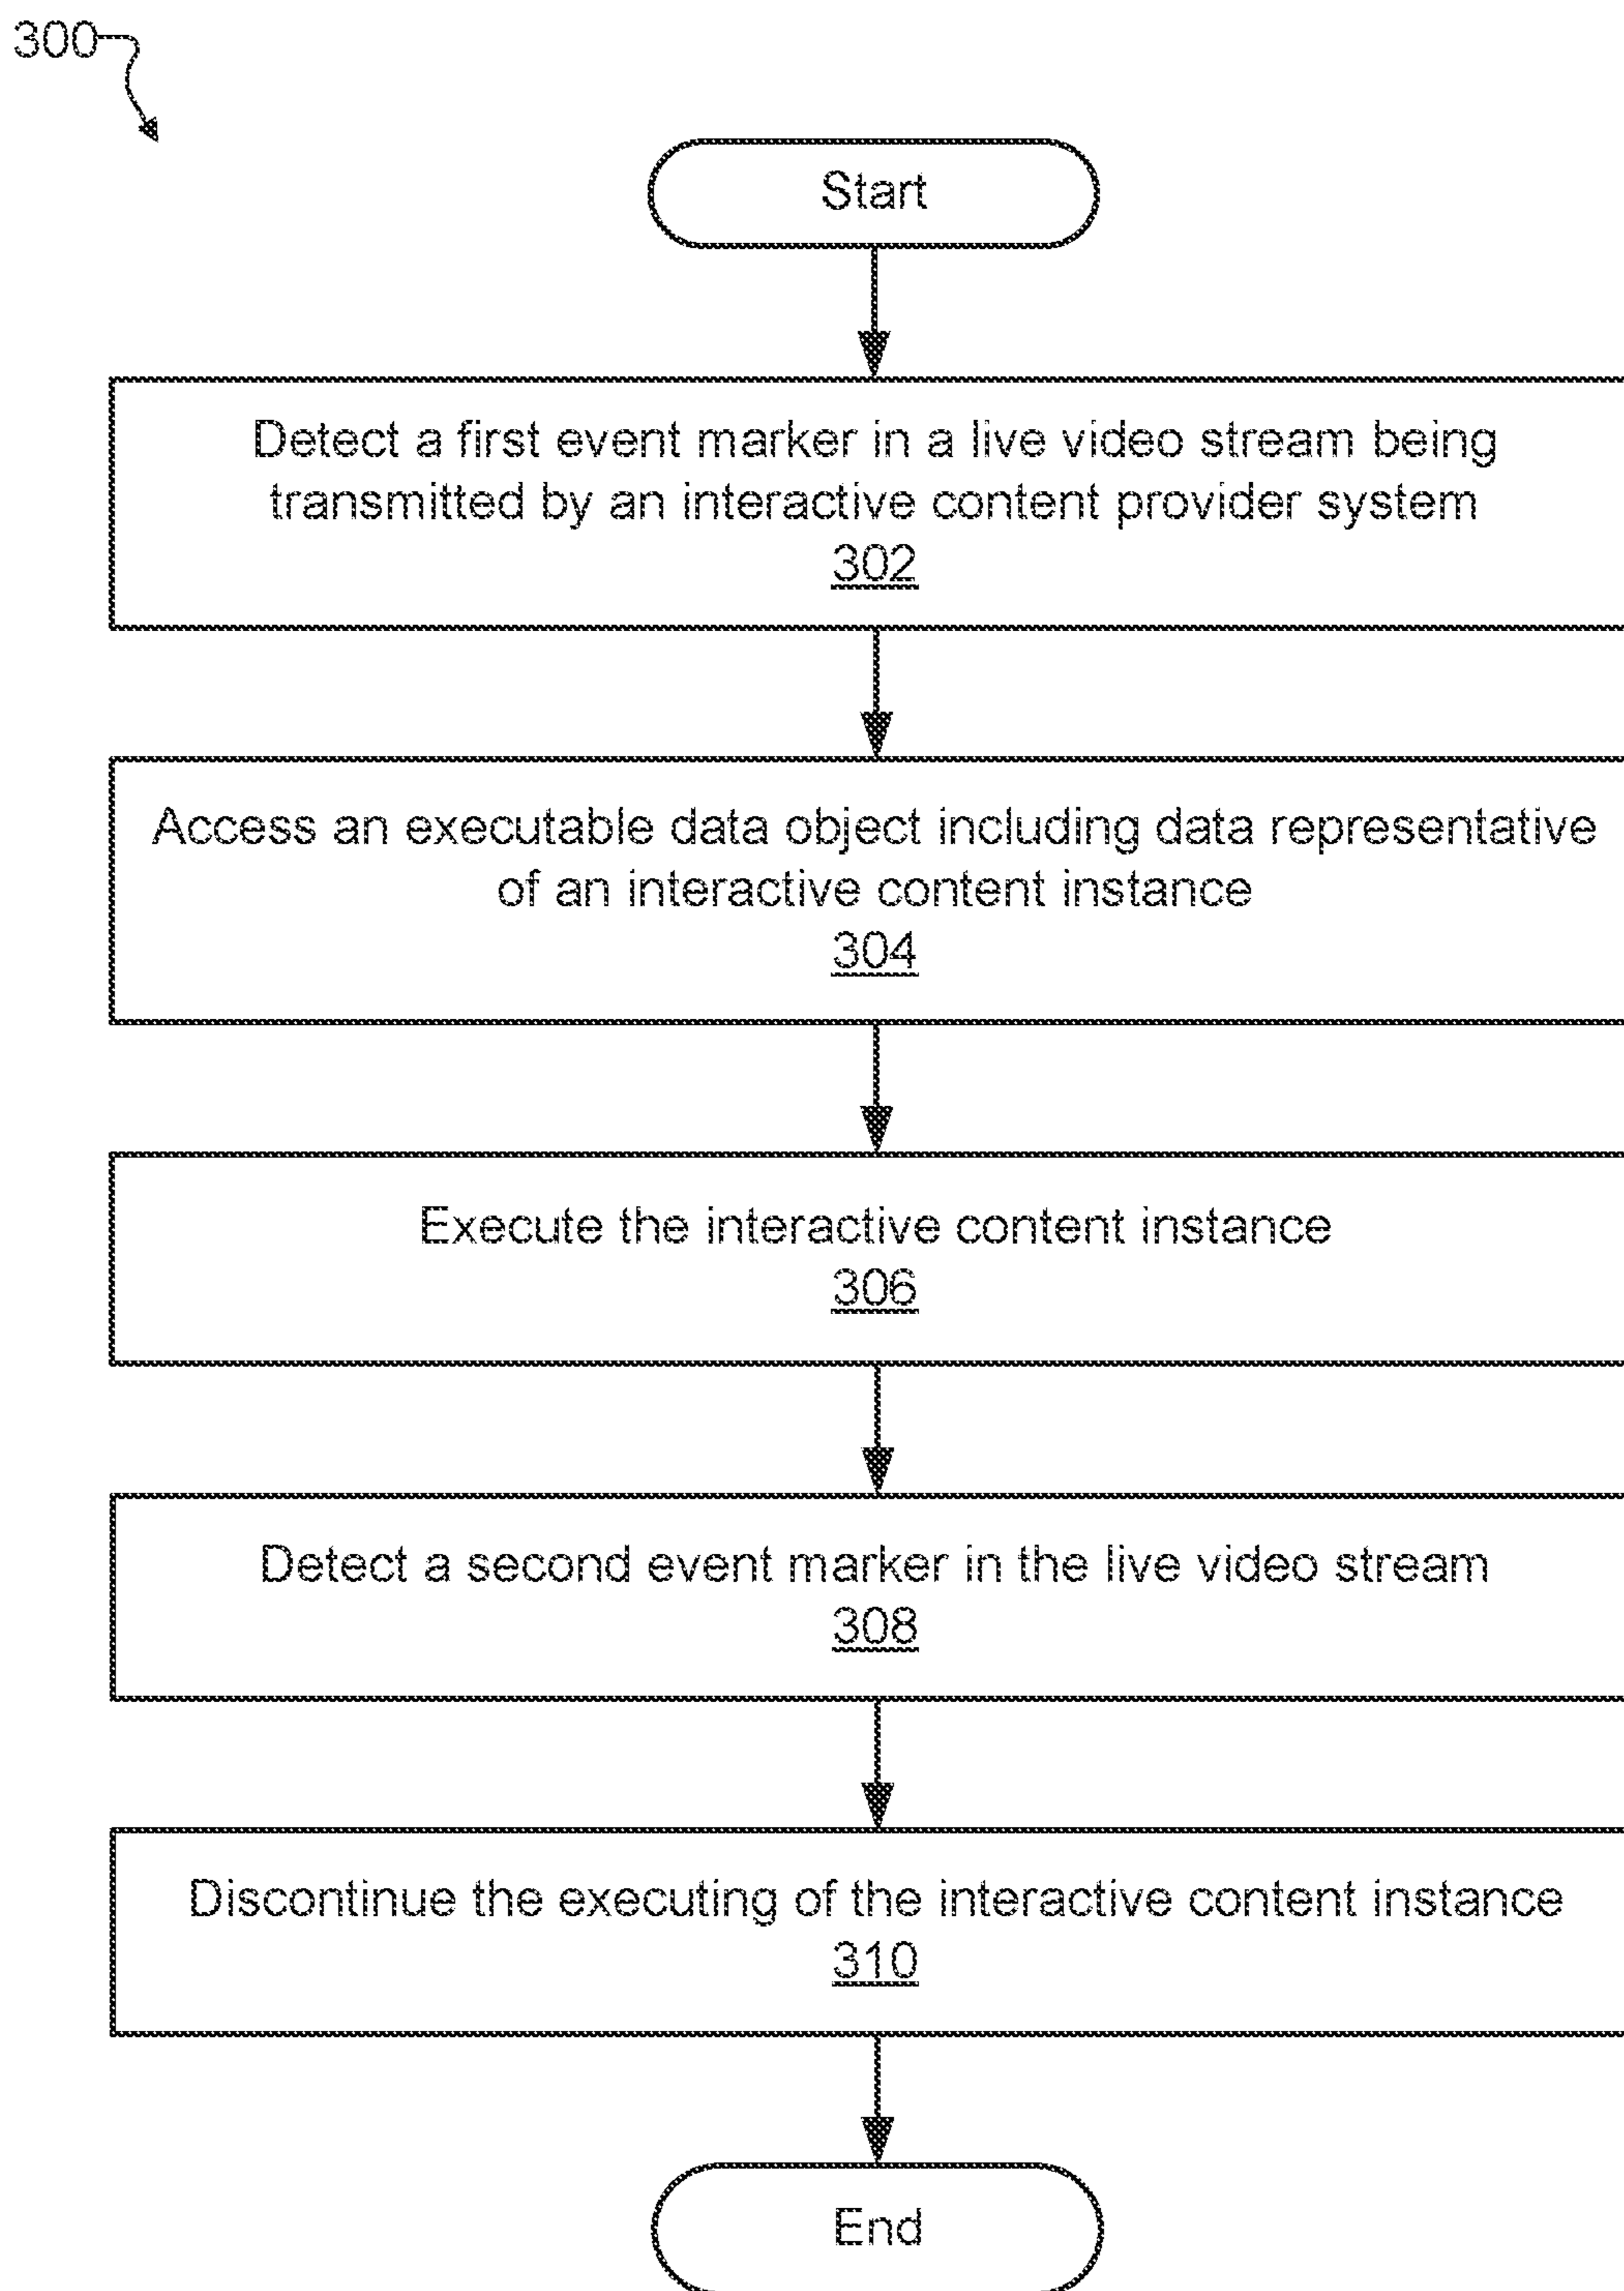 300
Start
Detect a first event marker in a live video stream being
transmitted by an interactive content provider system
302
Access an executable data object including data representative
of an interactive content instance
304
Execute the interactive content instance
306
Detect a second event marker in the live video stream
308
Discontinue the executing of the interactive content instance
310
End